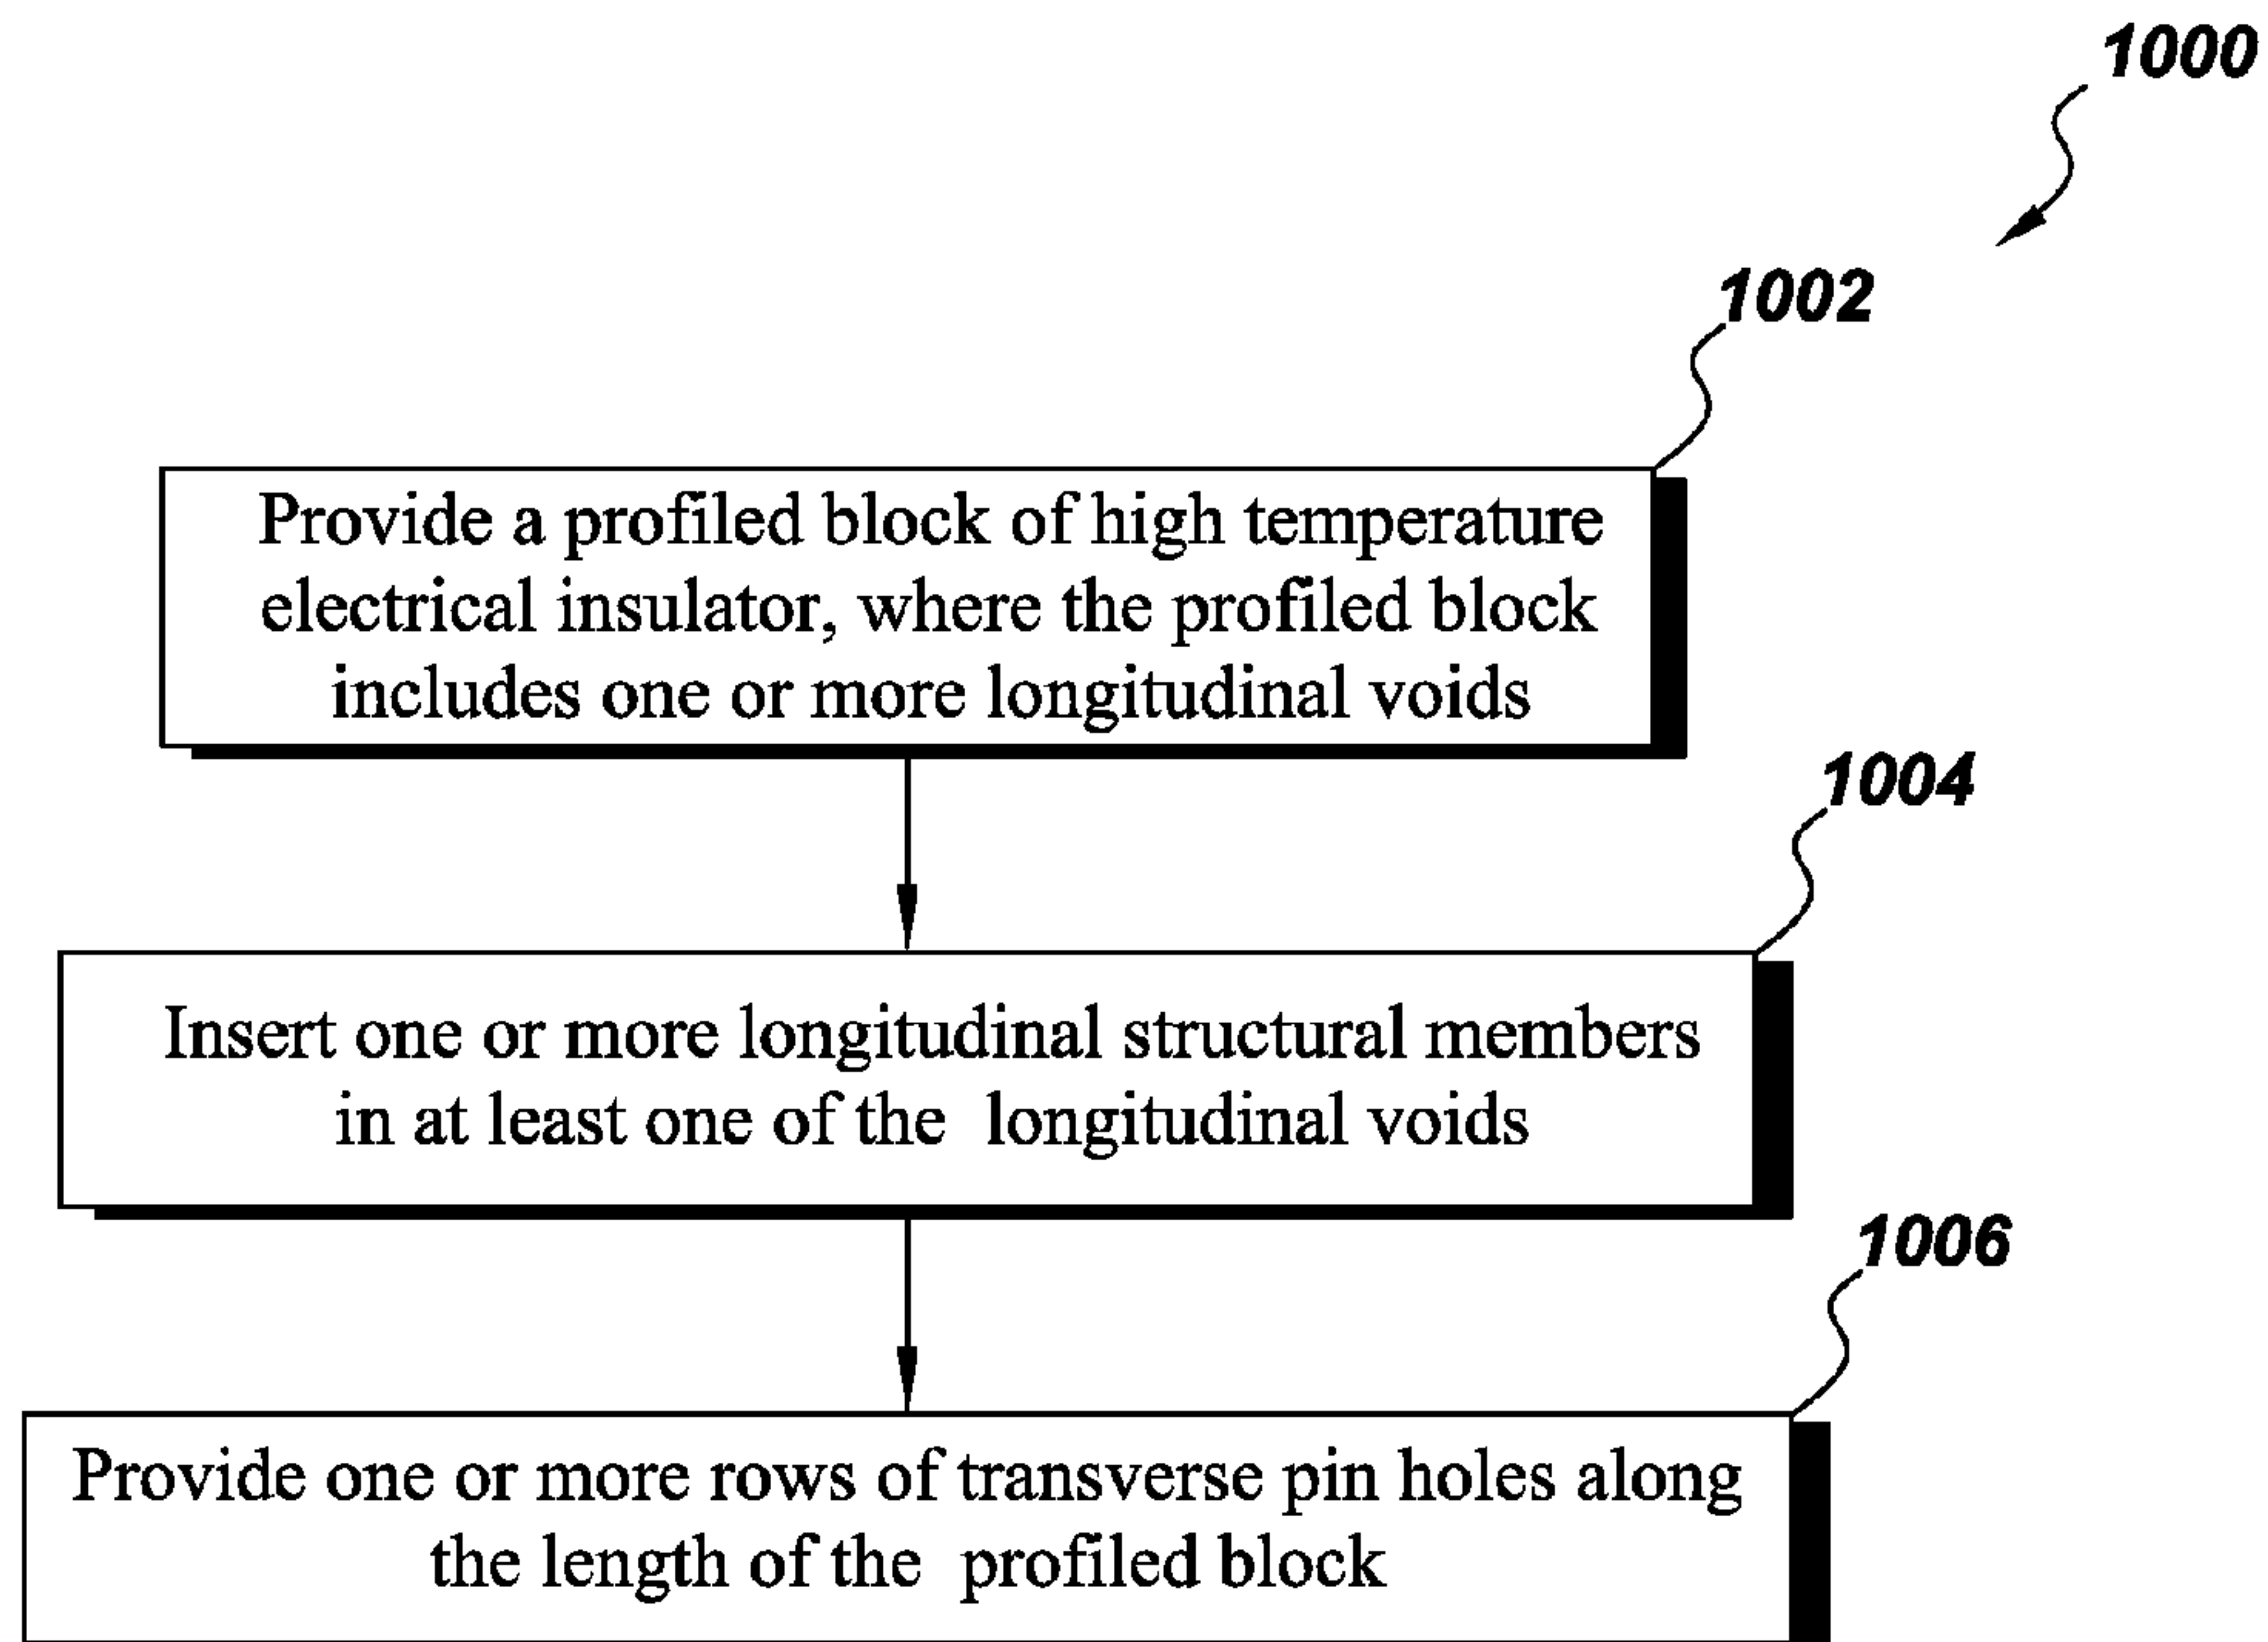 1000
1002
Provide a profiled block of high temperature
electrical insulator, where the profiled block
includes one or more longitudinal voids
1004
Insert one or more longitudinal structural members
in at least one of the longitudinal voids
1006
Provide one or more rows of transverse pin holes along
the length of the profiled block